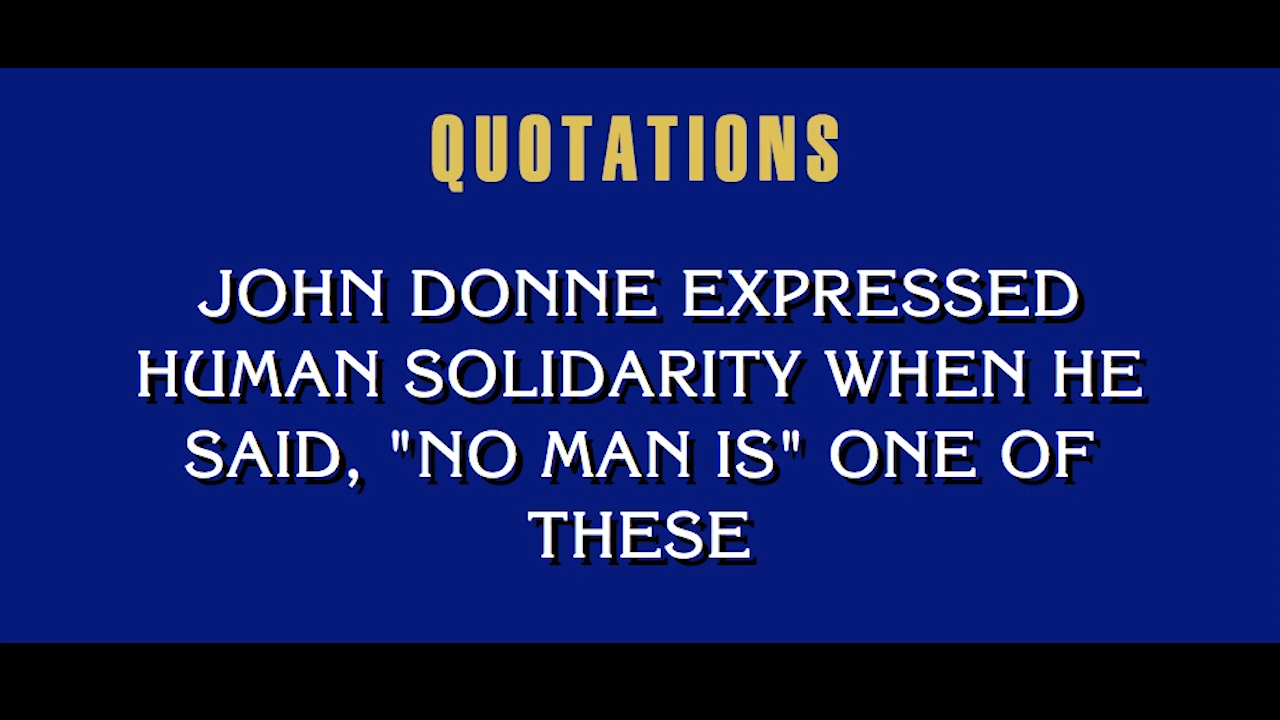 QUOTATIONS
JOHN DONNE EXPRESSED
HUMAN SOLIDARITY WHEN HE
SAID, "NO MAN IS" ONE OF
THESE